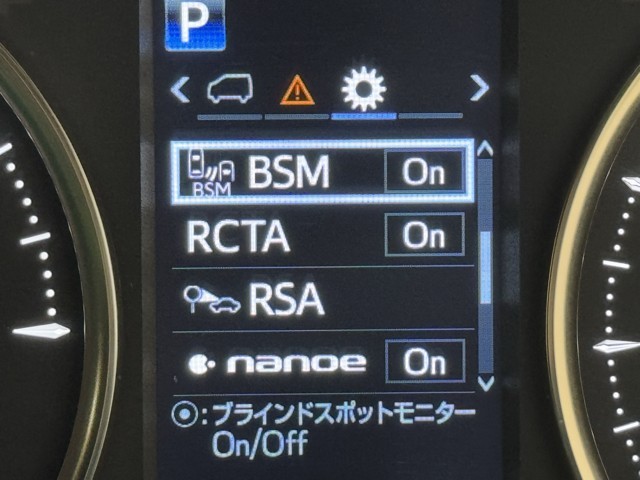 P
BSM BSM On
RCTA On
RSA
nanoe On
⦿:ブラインドスポットモニター
On/Off